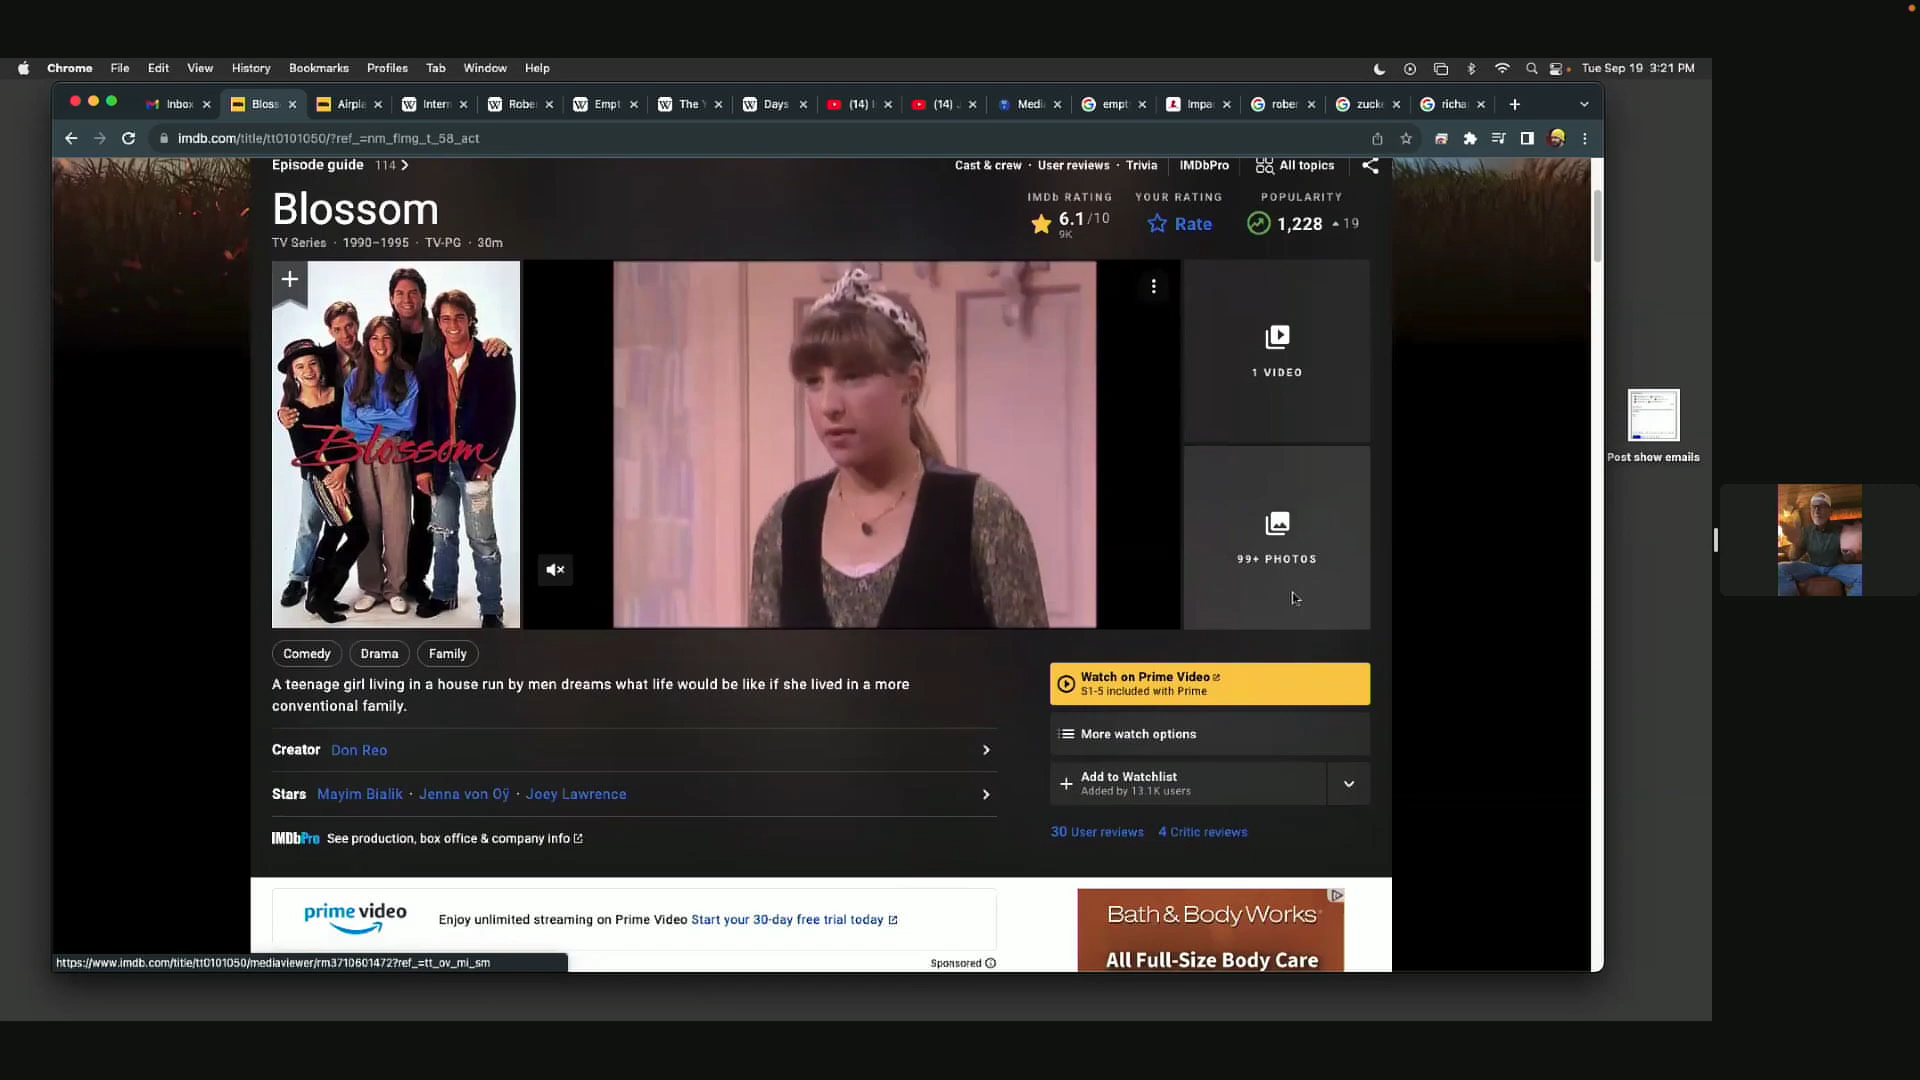 Chrome File Edit View History Bookmarks Profiles Tab Window Help
Tue Sep 19 3:21 PM
Inbox
Bloss
Airpla
Intern
Rober
Empt
The
Days
(14)
(14)
Medi
empt
Impa
rober
zucke
richa
imdb.com/title/tt0101050/?ref_=nm_flmg_t_58_act
Episode guide 114
Cast & crew · User reviews · Trivia IMDbPro All topics
Blossom
TV Series · 1990–1995 · TV-PG · 30m
IMDb RATING
6.1/10
9K
YOUR RATING
Rate
POPULARITY
1,228 19
Blossom
1 VIDEO
99+ PHOTOS
Comedy
Drama
Family
A teenage girl living in a house run by men dreams what life would be like if she lived in a more
conventional family.
Creator Don Reo
Stars Mayim Bialik · Jenna von Oÿ · Joey Lawrence
IMDbPro See production, box office & company info
Watch on Prime Video
S1-5 included with Prime
More watch options
Add to Watchlist
Added by 13.1K users
30 User reviews 4 Critic reviews
prime video
Enjoy unlimited streaming on Prime Video Start your 30-day free trial today
Sponsored
Bath & Body Works
All Full-Size Body Care
https://www.imdb.com/title/tt0101050/mediaviewer/rm3710601472?ref_=tt_ov_mi_sm
Post show emails